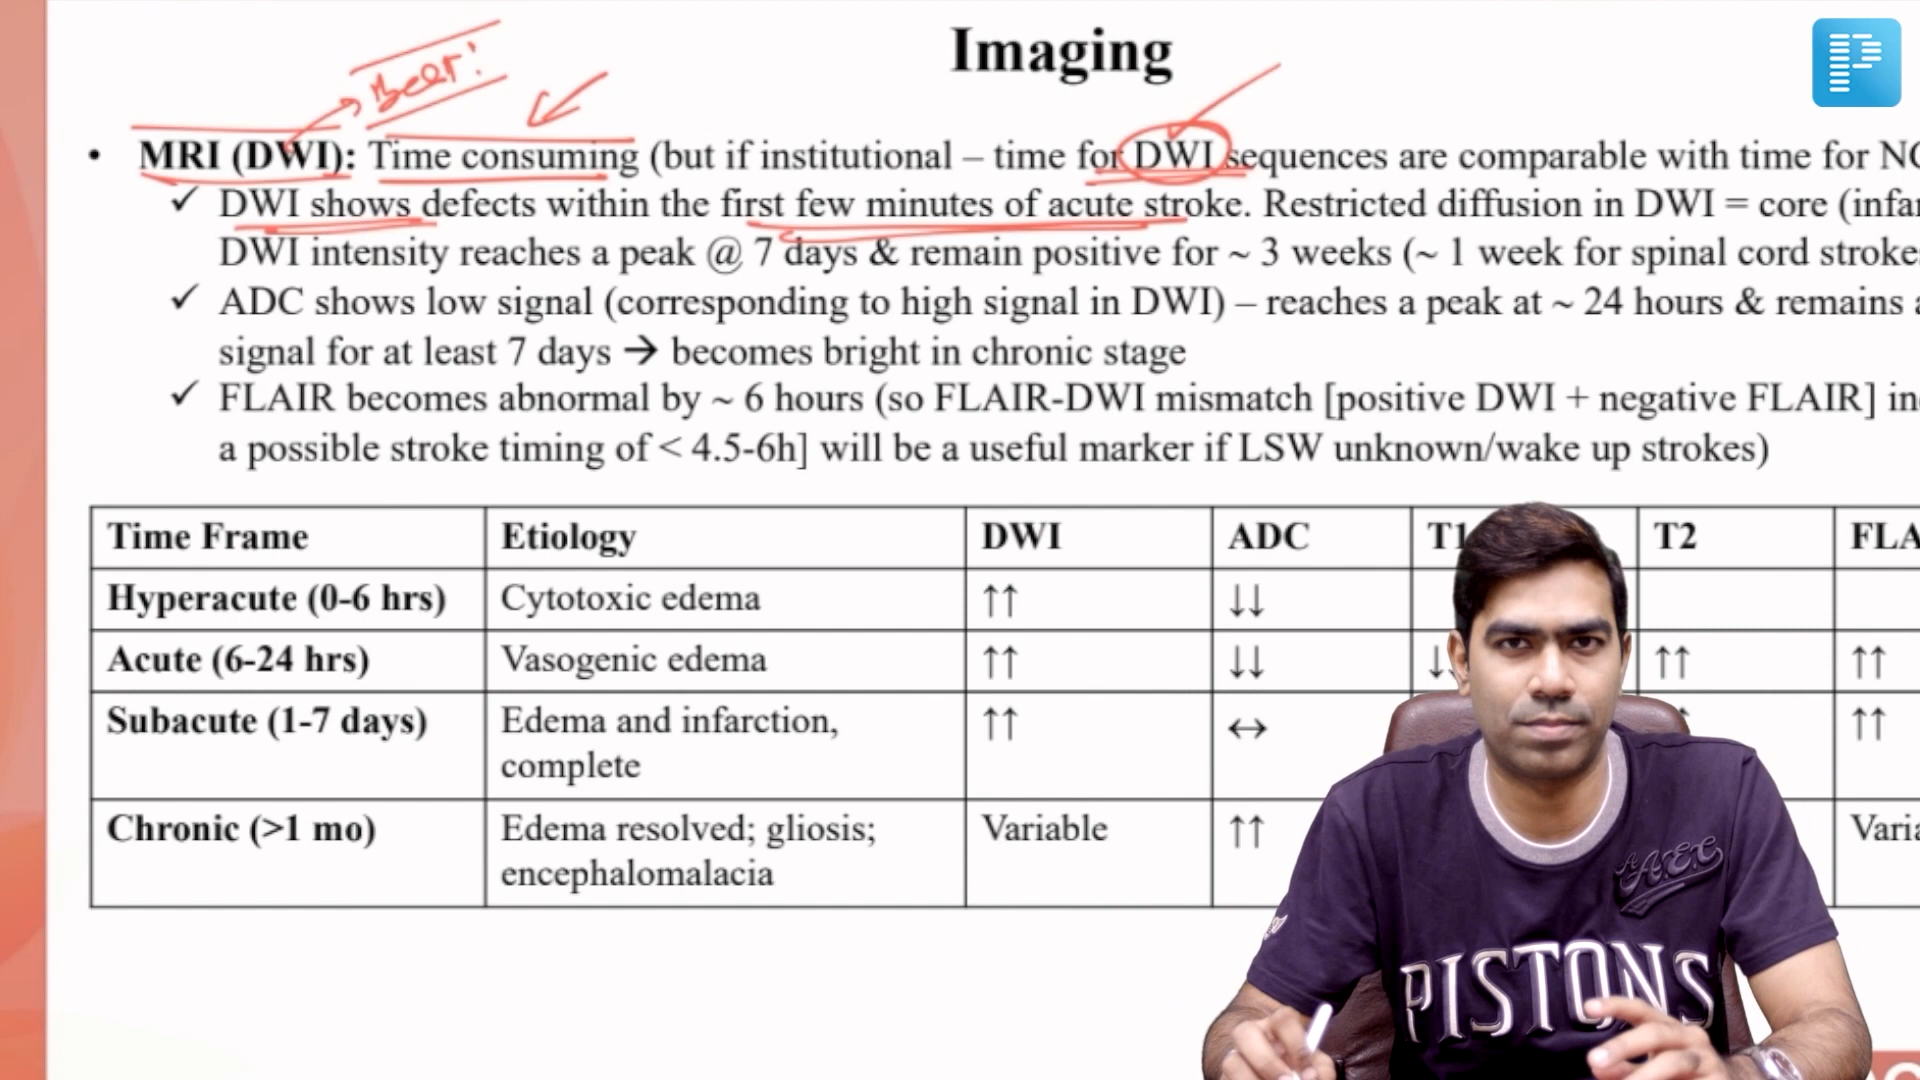 Imaging
Best!
• MRI (DWI): Time consuming (but if institutional – time for DWI sequences are comparable with time for
✓ DWI shows defects within the first few minutes of acute stroke. Restricted diffusion in DWI = core
DWI intensity reaches a peak @ 7 days & remain positive for ~ 3 weeks (~ 1 week for spinal cord
✓ ADC shows low signal (corresponding to high signal in DWI) – reaches a peak at ~ 24 hours & remains
signal for at least 7 days → becomes bright in chronic stage
✓ FLAIR becomes abnormal by ~ 6 hours (so FLAIR-DWI mismatch [positive DWI + negative FLAIR]
a possible stroke timing of < 4.5-6h] will be a useful marker if LSW unknown/wake up strokes)
Time Frame Etiology DWI ADC T1 T2
Hyperacute (0-6 hrs) Cytotoxic edema ↑↑ ↓↓
Acute (6-24 hrs) Vasogenic edema ↑↑ ↓↓ ↑↑ ↑↑
Subacute (1-7 days) Edema and infarction, ↑↑ ↔ ↑↑
complete
Chronic (>1 mo) Edema resolved; gliosis; Variable ↑↑
encephalomalacia
PISTONS